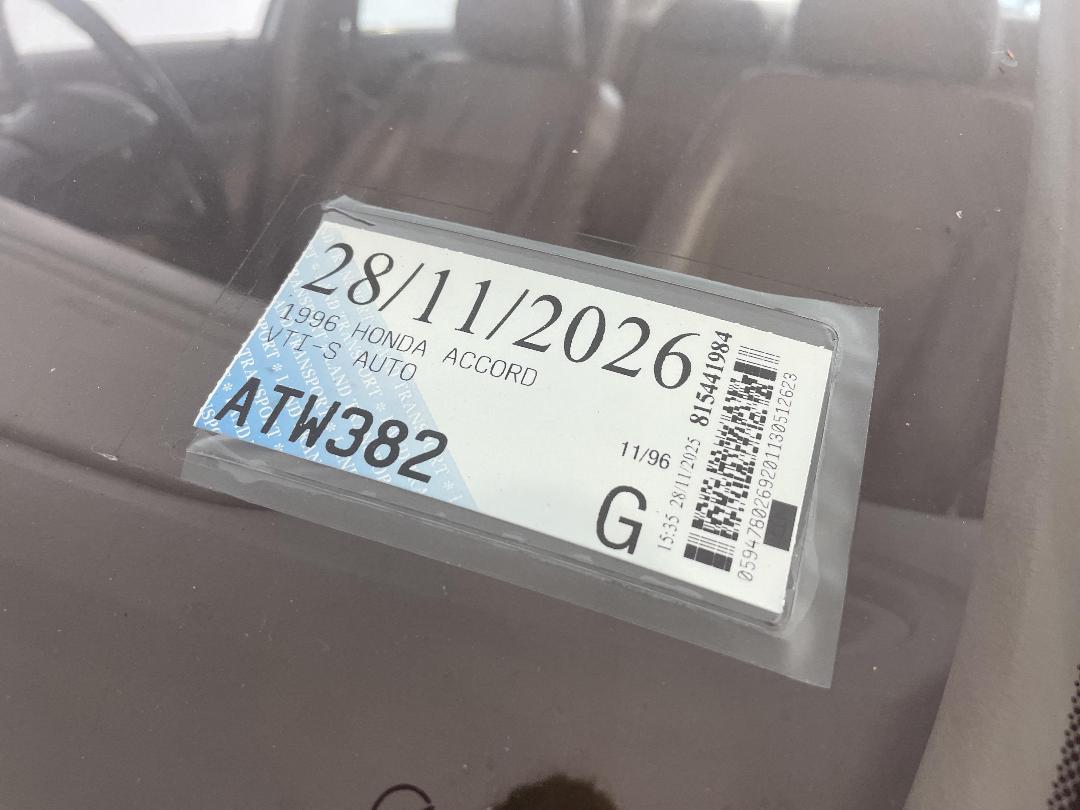 28/11/2026
1996 HONDA ACCORD
VTI-S AUTO
ATW382
11/96
G
15:35 28/11/2025
815441984
0594780269201130512623